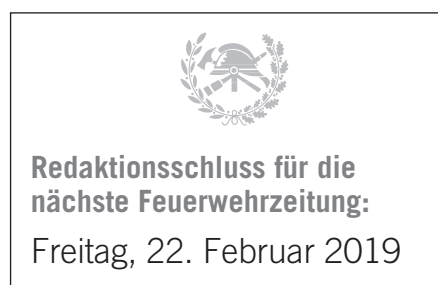 Redaktionsschluss für die
nächste Feuerwehrzeitung:
Freitag, 22. Februar 2019